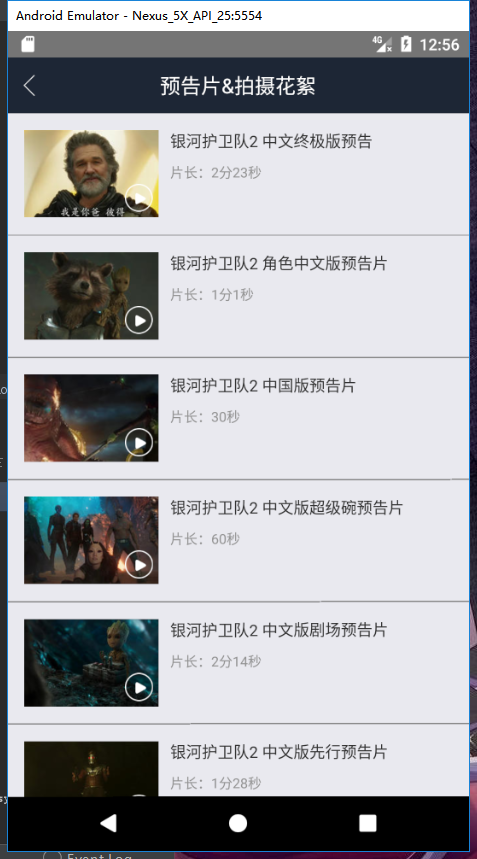 Android Emulator - Nexus_5X_API_25:5554
4G 12:56
预告片&拍摄花絮
银河护卫队2 中文终极版预告
片长：2分23秒
我是你爸 彼得
银河护卫队2 角色中文版预告片
片长：1分1秒
银河护卫队2 中国版预告片
片长：30秒
银河护卫队2 中文版超级碗预告片
片长：60秒
银河护卫队2 中文版剧场预告片
片长：2分14秒
银河护卫队2 中文版先行预告片
片长：1分28秒
Event Log